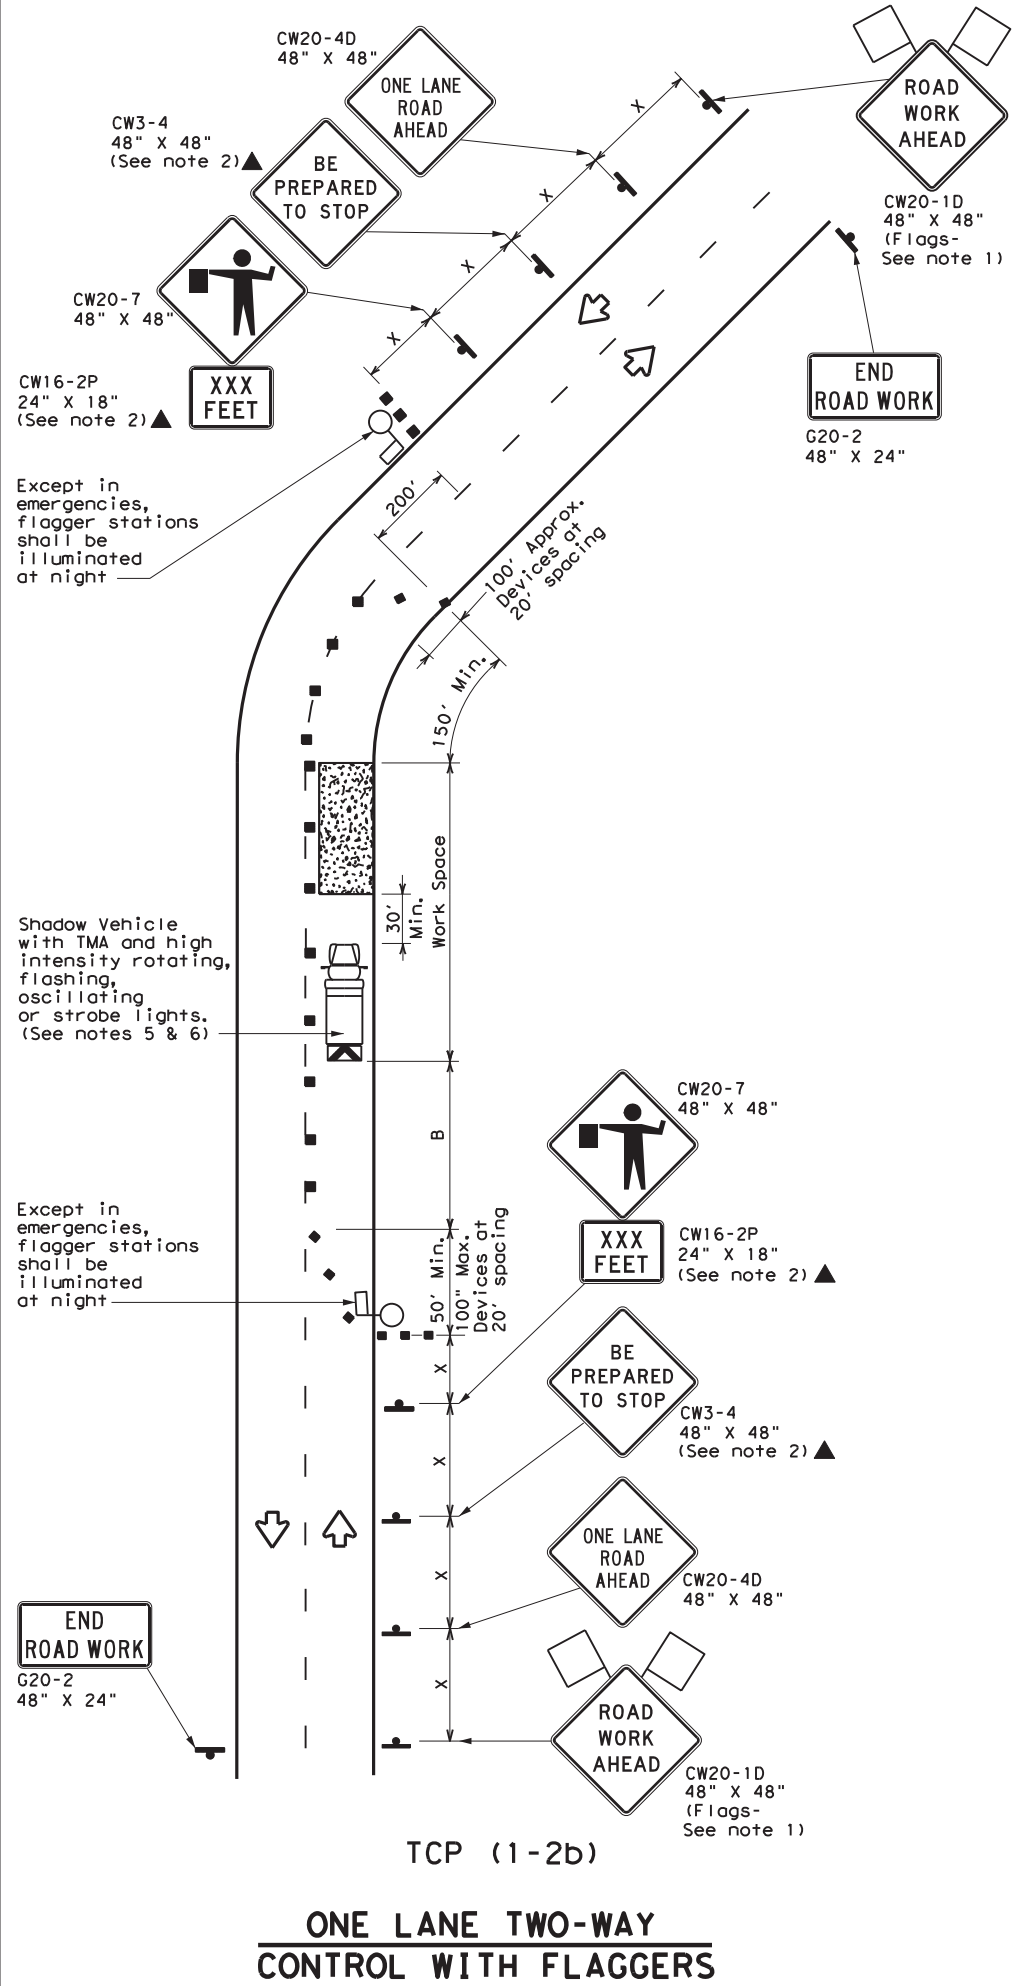 CW20-4D
48" X 48"
ONE LANE
ROAD
AHEAD
ROAD
WORK
AHEAD
CW20-1D
48" X 48"
(Flags-
See note 1)
CW3-4
48" X 48"
(See note 2)
BE
PREPARED
TO STOP
CW20-7
48" X 48"
CW16-2P
24" X 18"
(See note 2)
XXX
FEET
X
X
X
X
END
ROAD WORK
G20-2
48" X 24"
Except in
emergencies,
flagger stations
shall be
illuminated
at night
200'
100' Approx.
Devices at
20' spacing
150' Min.
Work Space
30'
Min.
Shadow Vehicle
with TMA and high
intensity rotating,
flashing,
oscillating
or strobe lights.
(See notes 5 & 6)
B
CW20-7
48" X 48"
XXX
FEET
CW16-2P
24" X 18"
(See note 2)
Except in
emergencies,
flagger stations
shall be
illuminated
at night
50' Min.
100" Max.
Devices at
20' spacing
X
X
X
X
BE
PREPARED
TO STOP
CW3-4
48" X 48"
(See note 2)
ONE LANE
ROAD
AHEAD
CW20-4D
48" X 48"
END
ROAD WORK
G20-2
48" X 24"
ROAD
WORK
AHEAD
CW20-1D
48" X 48"
(Flags-
See note 1)
TCP (1-2b)
ONE LANE TWO-WAY
CONTROL WITH FLAGGERS